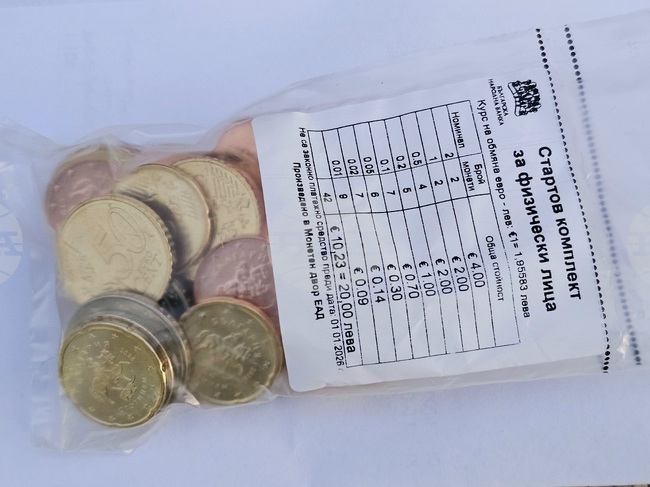 БЪЛГАРСКА
НАРОДНА БАНКА
Стартов комплект
за физически лица
Курс на обмяна евро - лев: €1= 1,95583 лева
Номинал Брой монети Обща стойност
2 2 € 4.00
1 2 € 2.00
0.5 4 € 2.00
0.2 5 € 1.00
0.1 7 € 0.70
0.05 6 € 0.30
0.02 7 € 0.14
0.01 9 € 0.09
42 € 10,23 = 20,00 лева
Не са законно платежно средство преди дата: 01.01.2026 г.
Произведено в Монетен двор ЕАД